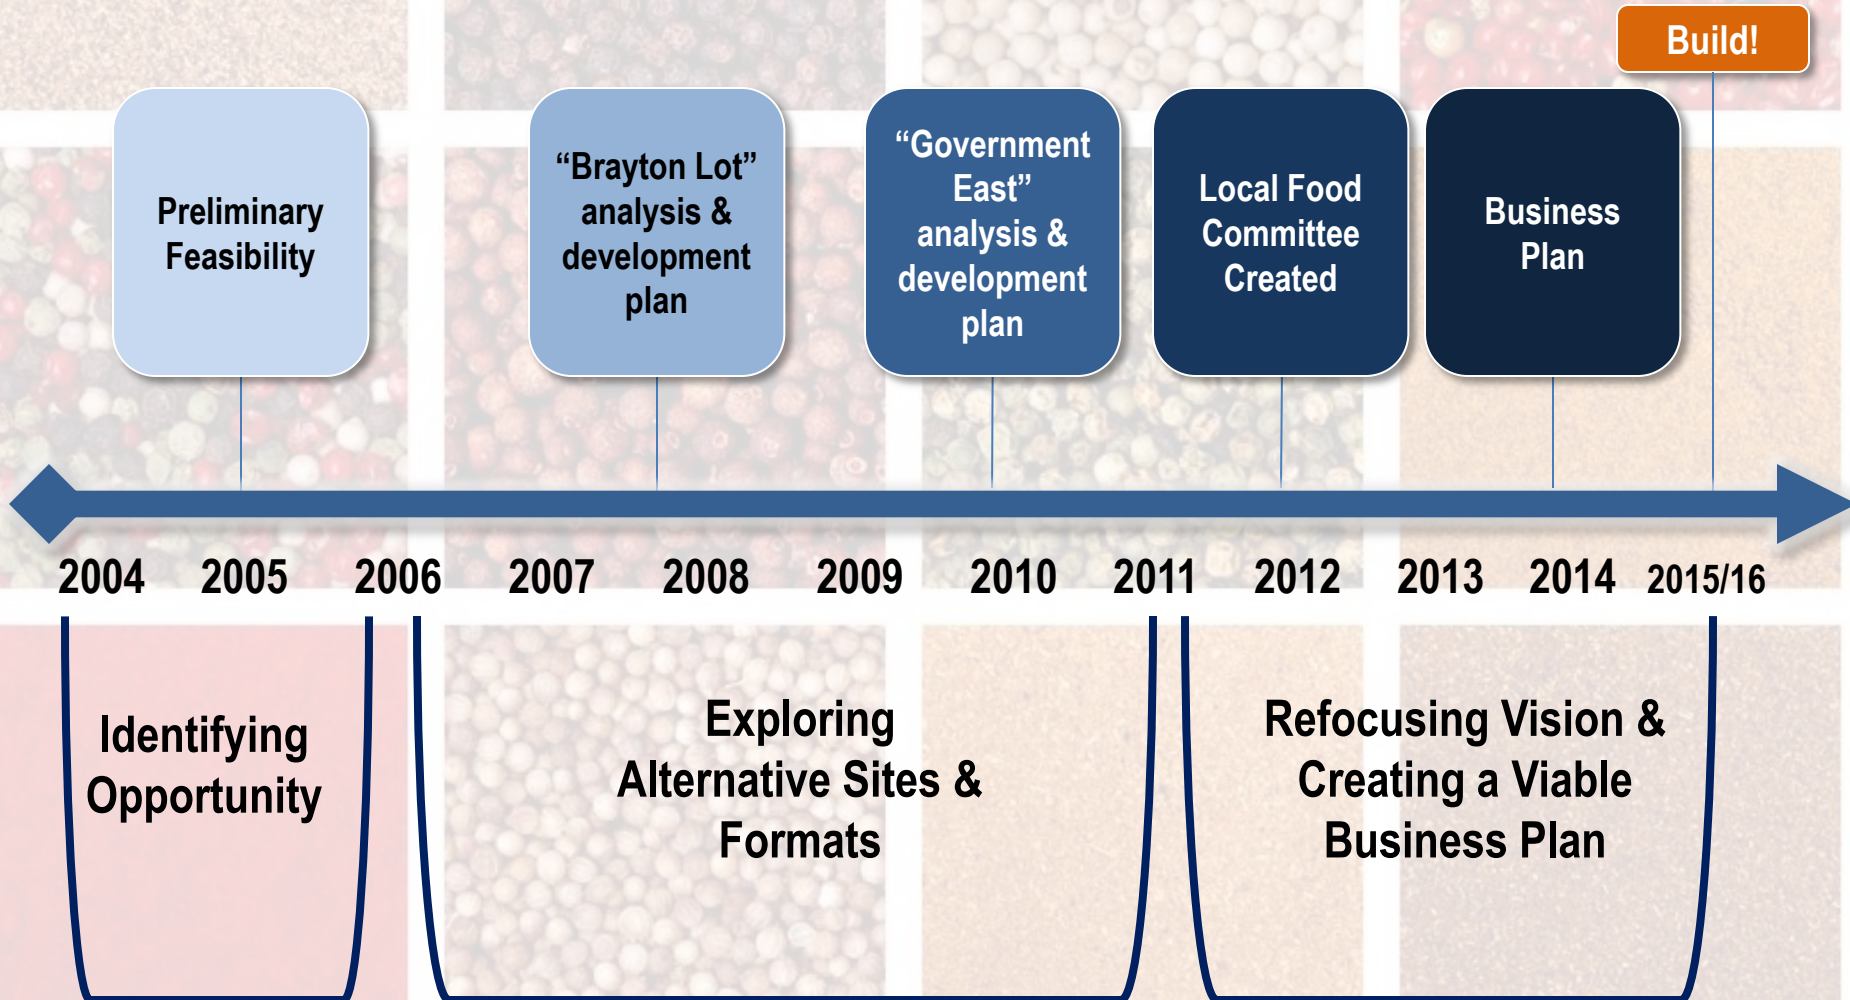 Build!
Preliminary
Feasibility
“Brayton Lot”
analysis &
development
plan
“Government
East”
analysis &
development
plan
Local Food
Committee
Created
Business
Plan
2004 2005 2006 2007 2008 2009 2010 2011 2012 2013 2014 2015/16
Identifying
Opportunity
Exploring
Alternative Sites &
Formats
Refocusing Vision &
Creating a Viable
Business Plan